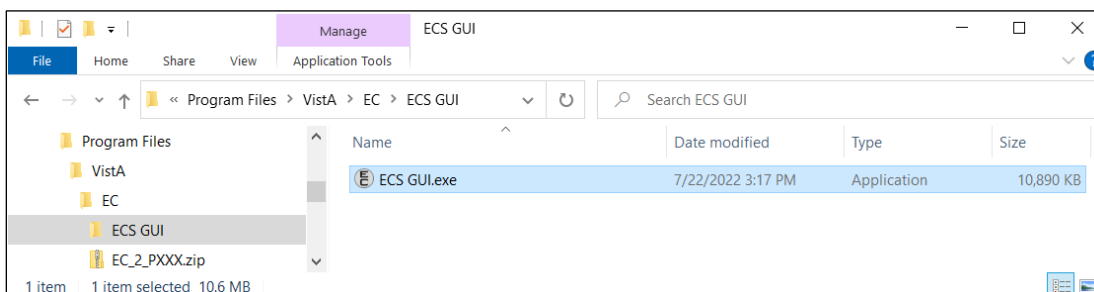 Manage ECS GUI
File Home Share View Application Tools
« Program Files > VistA > EC > ECS GUI Search ECS GUI
Program Files Name Date modified Type Size
VistA ECS GUI.exe 7/22/2022 3:17 PM Application 10,890 KB
EC
ECS GUI
EC_2_PXXX.zip
1 item 1 item selected 10.6 MB